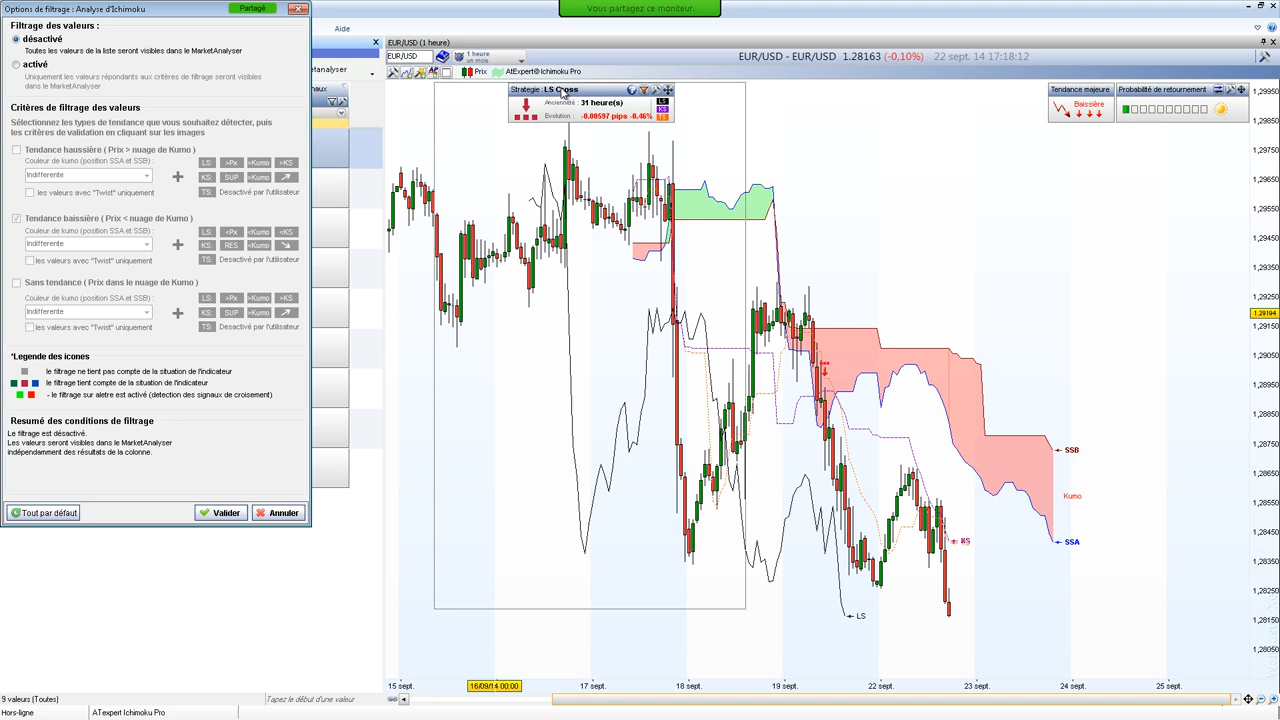 Options de filtrage : Analyse d'Ichimoku
Partagé
Vous partagez ce moniteur.
Filtrage des valeurs :
désactivé
Toutes les valeurs de la liste seront visibles dans le MarketAnalyser
activé
Uniquement les valeurs répondants aux critères de filtrage seront visibles
dans le MarketAnalyser
Critères de filtrage des valeurs
Sélectionnez les types de tendance que vous souhaitez détecter, puis
les critères de validation en cliquant sur les images
Tendance haussière ( Prix > nuage de Kumo )
Couleur de kumo (position SSA et SSB) :
Indifferente
les valeurs avec "Twist" uniquement
LS: >Px >Kumo >KS
KS: SUP >Kumo
TS: Desactivé par l'utilisateur
Tendance baissière ( Prix < nuage de Kumo )
Couleur de kumo (position SSA et SSB) :
Indifferente
les valeurs avec "Twist" uniquement
LS: <Px <Kumo <KS
KS: RES <Kumo
TS: Desactivé par l'utilisateur
Sans tendance ( Prix dans le nuage de Kumo )
Couleur de kumo (position SSA et SSB) :
Indifferente
les valeurs avec "Twist" uniquement
LS: >Px >Kumo >KS
KS: SUP >Kumo
TS: Desactivé par l'utilisateur
*Legende des icones
le filtrage ne tient pas compte de la situation de l'indicateur
le filtrage tient compte de la situation de l'indicateur
- le filtrage sur aletre est activé (detection des signaux de croisement)
Resumé des conditions de filtrage
Le filtrage est désactivé.
Les valeurs seront visibles dans le MarketAnalyser
indépendamment des résultats de la colonne.
Tout par défaut
Valider
Annuler
Aide
etanalyser
naux
EUR/USD (1 heure)
EUR/USD
1 heure
un mois
EUR/USD - EUR/USD 1.28163 (-0,10%) 22 sept. 14 17:18:12
Prix
AtExpert© Ichimoku Pro
Strategie : LS Cross
Ancienneté : 31 heure(s)
Evolution : -0.00597 pips -0.46%
LS
KS
TS
Tendance majeure
Baissière
Probabilité de retournement
1,29950
1,29850
1,29750
1,29650
1,29550
1,29450
1,29350
1,29250
1.29194
1,29150
1,29050
1,28950
1,28850
1,28750
1,28650
1,28550
1,28450
1,28350
1,28250
1,28150
1,28050
SSB
Kumo
SSA
KS
LS
15 sept.
16/09/14 00:00
17 sept.
18 sept.
19 sept.
22 sept.
23 sept.
24 sept.
25 sept.
9 valeurs (Toutes)
Tapez le début d'une valeur
Hors-ligne
ATexpert Ichimoku Pro